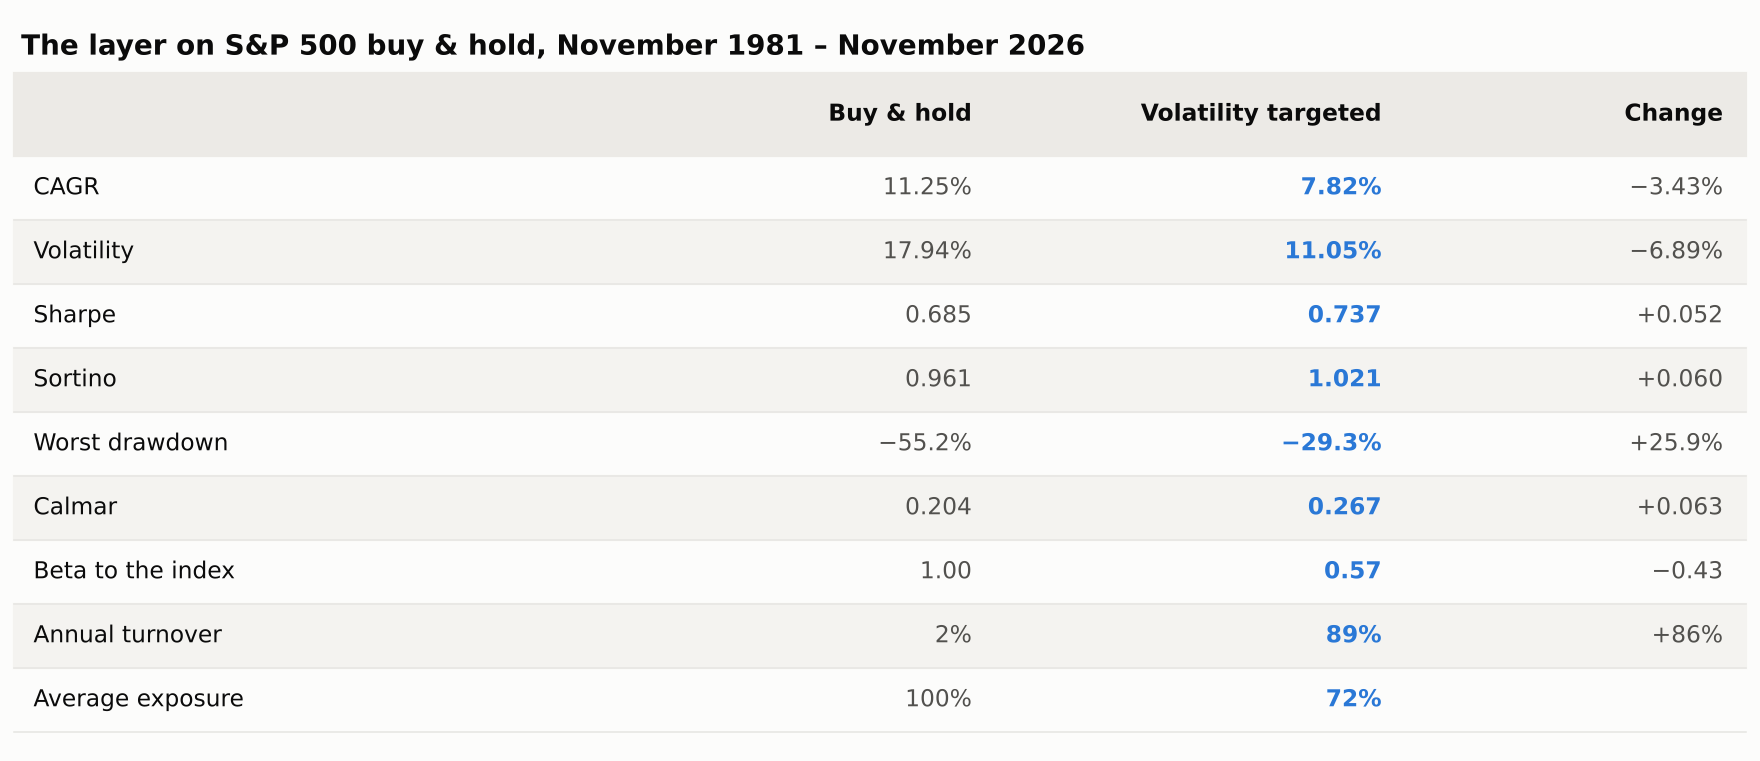 The layer on S&P 500 buy & hold, November 1981 – November 2026
Buy & hold Volatility targeted Change
CAGR 11.25% 7.82% −3.43%
Volatility 17.94% 11.05% −6.89%
Sharpe 0.685 0.737 +0.052
Sortino 0.961 1.021 +0.060
Worst drawdown −55.2% −29.3% +25.9%
Calmar 0.204 0.267 +0.063
Beta to the index 1.00 0.57 −0.43
Annual turnover 2% 89% +86%
Average exposure 100% 72%